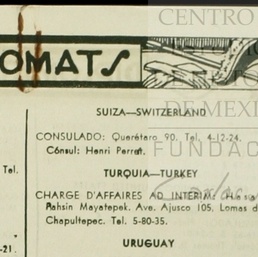 CENTRO
OMATS
DE MEXI
SUIZA—SWITZERLAND
CONSULADO: Querétaro 90. Tel. 4-12-24.
Cónsul: Henri Perret.
FUNDAC
Tel.
TURQUIA—TURKEY
CHARGE D'AFFAIRES AD INTERIM: Hasan
Rahsin Mayatepek. Ave. Ajusco 105. Lomas d
Chapultepec. Tel. 5-80-35.
-21.
URUGUAY